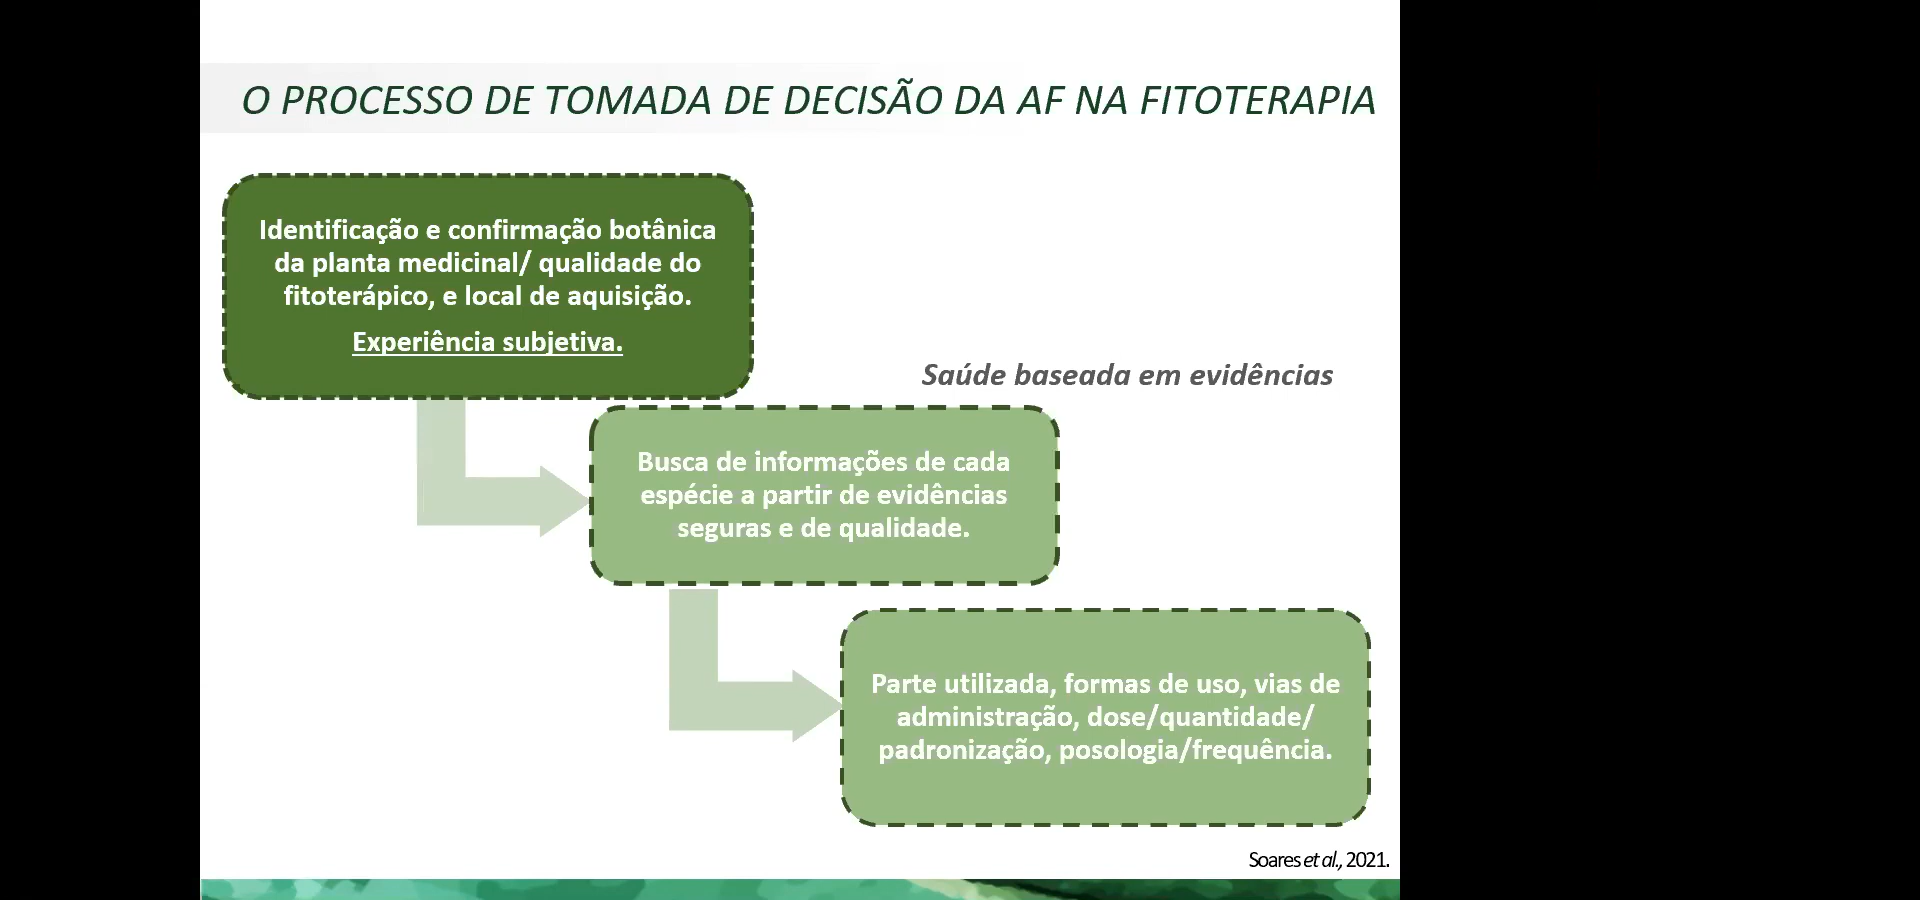 O PROCESSO DE TOMADA DE DECISÃO DA AF NA FITOTERAPIA
Identificação e confirmação botânica
da planta medicinal/ qualidade do
fitoterápico, e local de aquisição.
Experiência subjetiva.
Saúde baseada em evidências
Busca de informações de cada
espécie a partir de evidências
seguras e de qualidade.
Parte utilizada, formas de uso, vias de
administração, dose/quantidade/
padronização, posologia/frequência.
Soares et al., 2021.